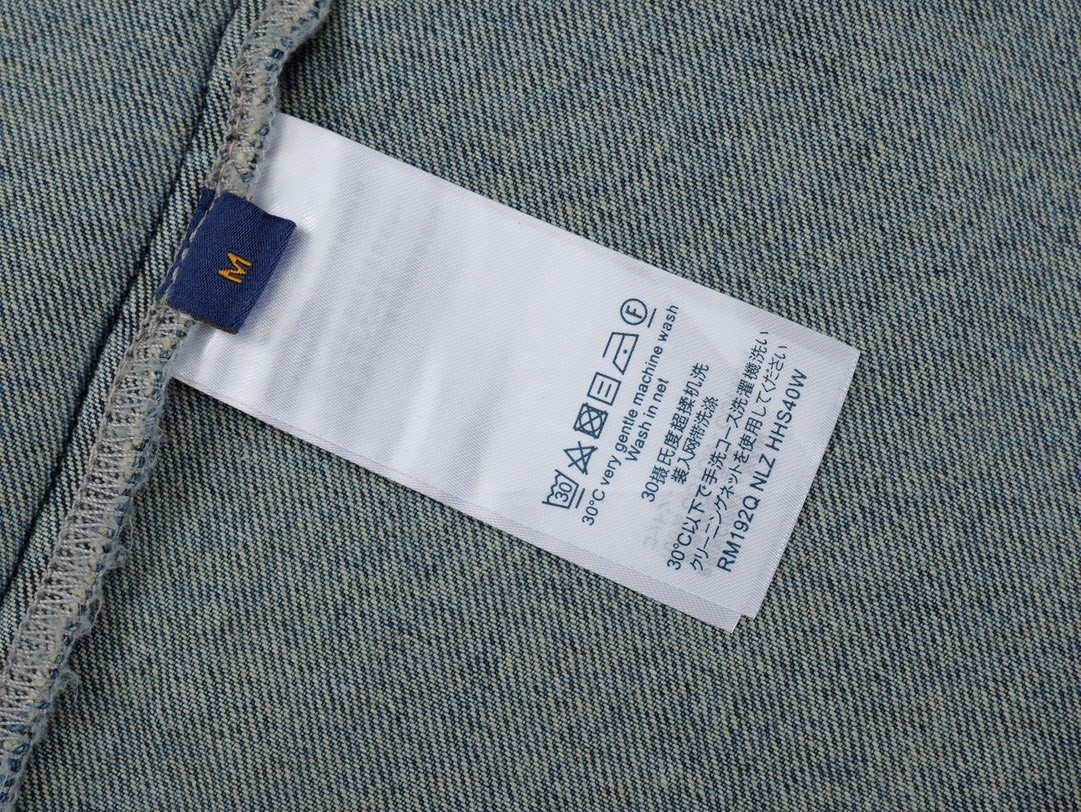 M
30
F
30°C very gentle machine wash
Wash in net
30摄氏度超揉机洗
装入网带洗涤
30℃以下で手洗コース洗濯機洗い
クリーニングネットを使用してください
RM192Q NLZ HHS40W